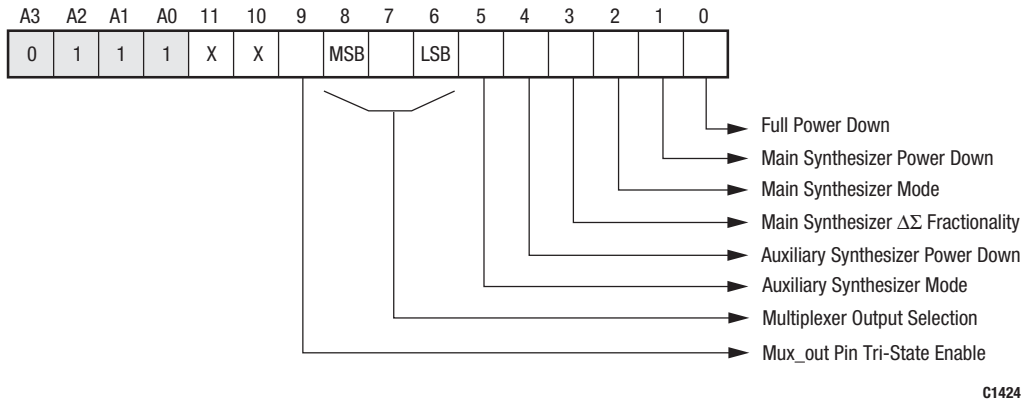 A3 A2 A1 A0 11 10 9 8 7 6 5 4 3 2 1 0
0 1 1 1 X X MSB LSB
Full Power Down
Main Synthesizer Power Down
Main Synthesizer Mode
Main Synthesizer ΔΣ Fractionality
Auxiliary Synthesizer Power Down
Auxiliary Synthesizer Mode
Multiplexer Output Selection
Mux_out Pin Tri-State Enable
C1424